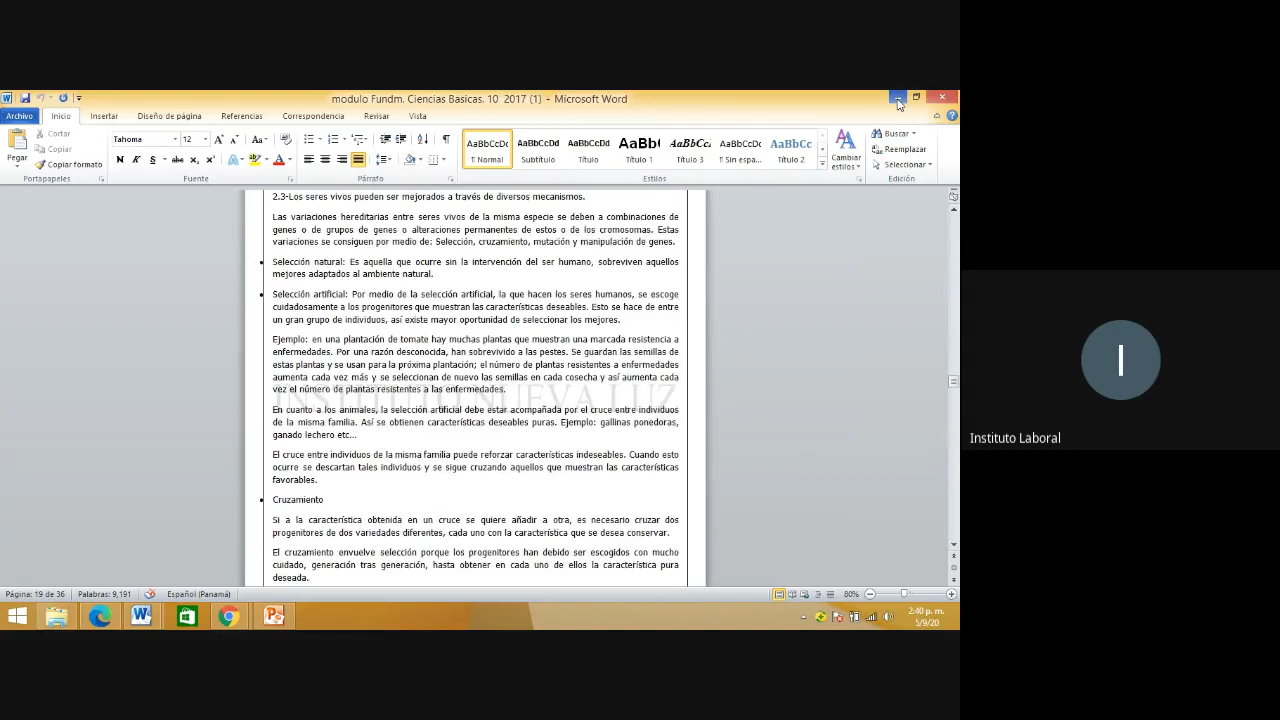 modulo Fundm. Ciencias Basicas. 10 2017 (1) - Microsoft Word
Archivo Inicio Insertar Diseño de página Referencias Correspondencia Revisar Vista
Pegar
Cortar
Copiar
Copiar formato
Portapapeles
Tahoma 12
Fuente
Párrafo
AaBbCcDc AaBbCcDd AaBbCcDd AaBb( AaBbCcL AaBbCcDc AaBbCc
¶ Normal Subtítulo Título Título 1 Título 3 ¶ Sin espa... Título 2
Estilos
Cambiar
estilos
Buscar
Reemplazar
Seleccionar
Edición
2.3-Los seres vivos pueden ser mejorados a través de diversos mecanismos.
Las variaciones hereditarias entre seres vivos de la misma especie se deben a combinaciones de
genes o de grupos de genes o alteraciones permanentes de estos o de los cromosomas. Estas
variaciones se consiguen por medio de: Selección, cruzamiento, mutación y manipulación de genes.
• Selección natural: Es aquella que ocurre sin la intervención del ser humano, sobreviven aquellos
mejores adaptados al ambiente natural.
• Selección artificial: Por medio de la selección artificial, la que hacen los seres humanos, se escoge
cuidadosamente a los progenitores que muestran las características deseables. Esto se hace de entre
un gran grupo de individuos, así existe mayor oportunidad de seleccionar los mejores.
Ejemplo: en una plantación de tomate hay muchas plantas que muestran una marcada resistencia a
enfermedades. Por una razón desconocida, han sobrevivido a las pestes. Se guardan las semillas de
estas plantas y se usan para la próxima plantación; el número de plantas resistentes a enfermedades
aumenta cada vez más y se seleccionan de nuevo las semillas en cada cosecha y así aumenta cada
vez el número de plantas resistentes a las enfermedades.
INSTITUTO NUEVA LUZ
En cuanto a los animales, la selección artificial debe estar acompañada por el cruce entre individuos
de la misma familia. Así se obtienen características deseables puras. Ejemplo: gallinas ponedoras,
ganado lechero etc...
El cruce entre individuos de la misma familia puede reforzar características indeseables. Cuando esto
ocurre se descartan tales individuos y se sigue cruzando aquellos que muestran las características
favorables.
• Cruzamiento
Si a la característica obtenida en un cruce se quiere añadir a otra, es necesario cruzar dos
progenitores de dos variedades diferentes, cada uno con la característica que se desea conservar.
El cruzamiento envuelve selección porque los progenitores han debido ser escogidos con mucho
cuidado, generación tras generación, hasta obtener en cada uno de ellos la característica pura
deseada.
Página: 19 de 36 Palabras: 9,191 Español (Panamá) 80%
2:40 p. m.
5/9/20
I
Instituto Laboral